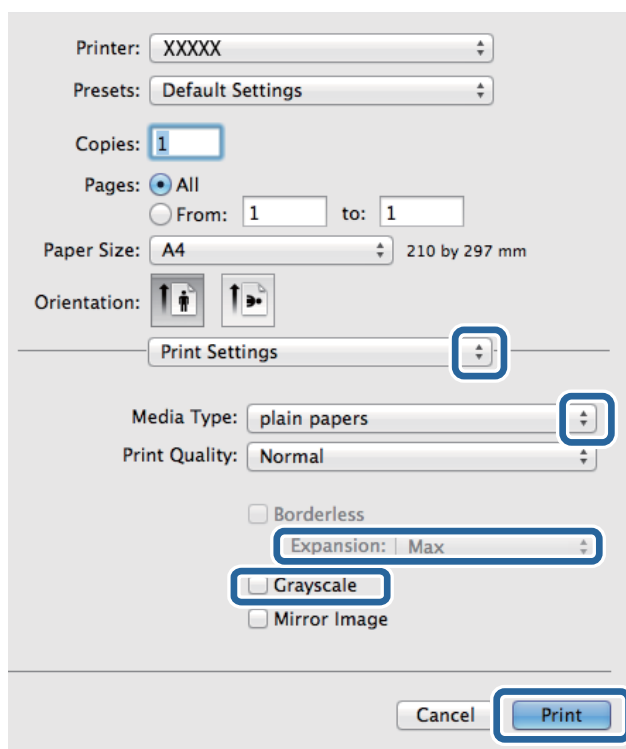 Printer: XXXXX
Presets: Default Settings
Copies: 1
Pages: All
From: 1 to: 1
Paper Size: A4 210 by 297 mm
Orientation:
Print Settings
Media Type: plain papers
Print Quality: Normal
Borderless
Expansion: Max
Grayscale
Mirror Image
Cancel Print